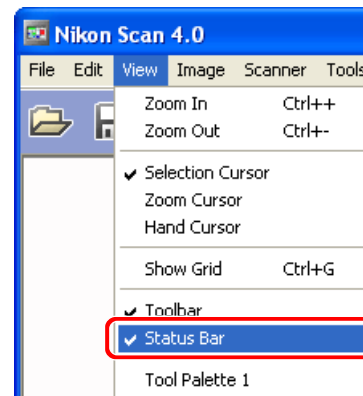 Nikon Scan 4.0
File Edit View Image Scanner Tools
Zoom In Ctrl++
Zoom Out Ctrl+-
Selection Cursor
Zoom Cursor
Hand Cursor
Show Grid Ctrl+G
Toolbar
Status Bar
Tool Palette 1